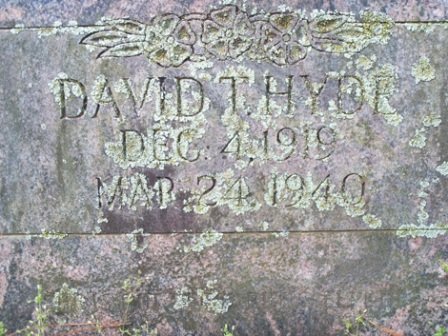 DAVID T. HYDE
DEC. 4, 1919
MAR. 24, 1940